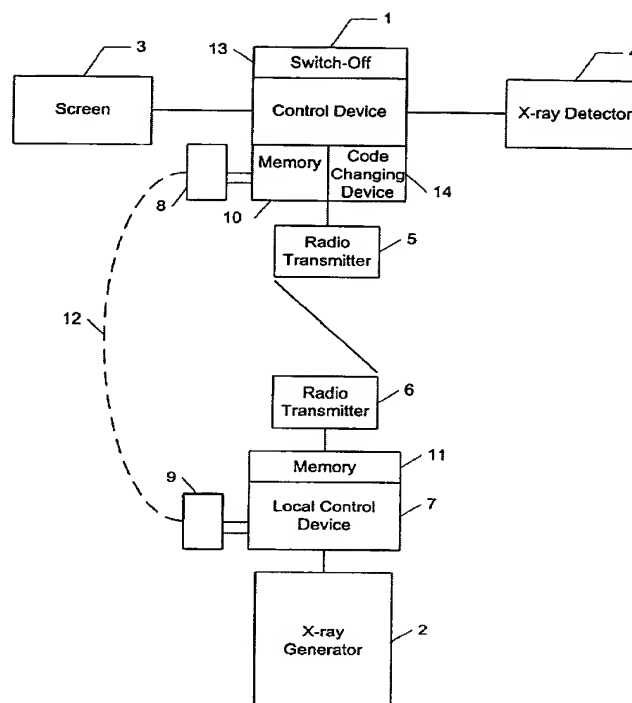 1
13
3
4
Switch-Off
Screen
Control Device
X-ray Detector
Memory
Code
Changing
Device
8
14
10
Radio
Transmitter
5
12
Radio
Transmitter
6
Memory
11
9
Local Control
Device
7
X-ray
Generator
2